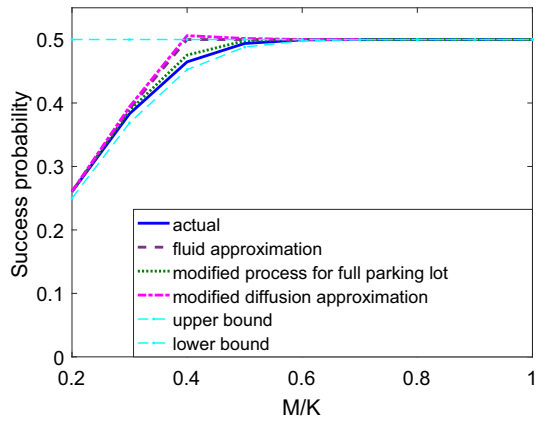 0.5
0.4
0.3
0.2
0.1
0
Success probability
actual
fluid approximation
modified process for full parking lot
modified diffusion approximation
upper bound
lower bound
0.2
0.4
0.6
0.8
1
M/K